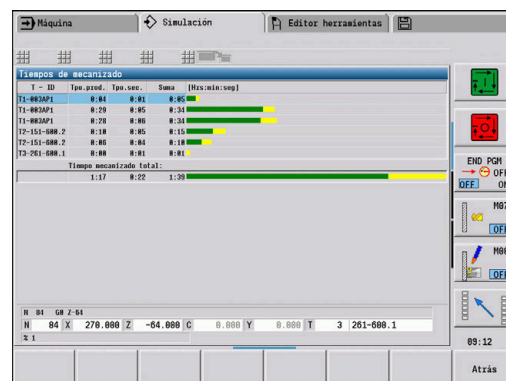 Máquina
Simulación
Editor herramientas
Tiempos de mecanizado
T - ID Tpo.prod. Tpo.sec. Suma [Hrs:min:seg]
T1-003AP1 0:04 0:01 0:05
T1-003AP1 0:29 0:05 0:34
T1-003AP1 0:28 0:06 0:34
T2-151-600.2 0:10 0:05 0:15
T2-151-600.2 0:06 0:04 0:10
T3-261-600.1 0:00 0:01 0:01
Tiempo mecanizado total:
1:17 0:22 1:39
N 84 G0 Z-64
N 84 X 270.000 Z -64.000 C 0.000 Y 0.000 T 3 261-600.1
% 1
END PGM
OFF
OFF ON
M07
OFF
M08
OFF
09:12
Atrás